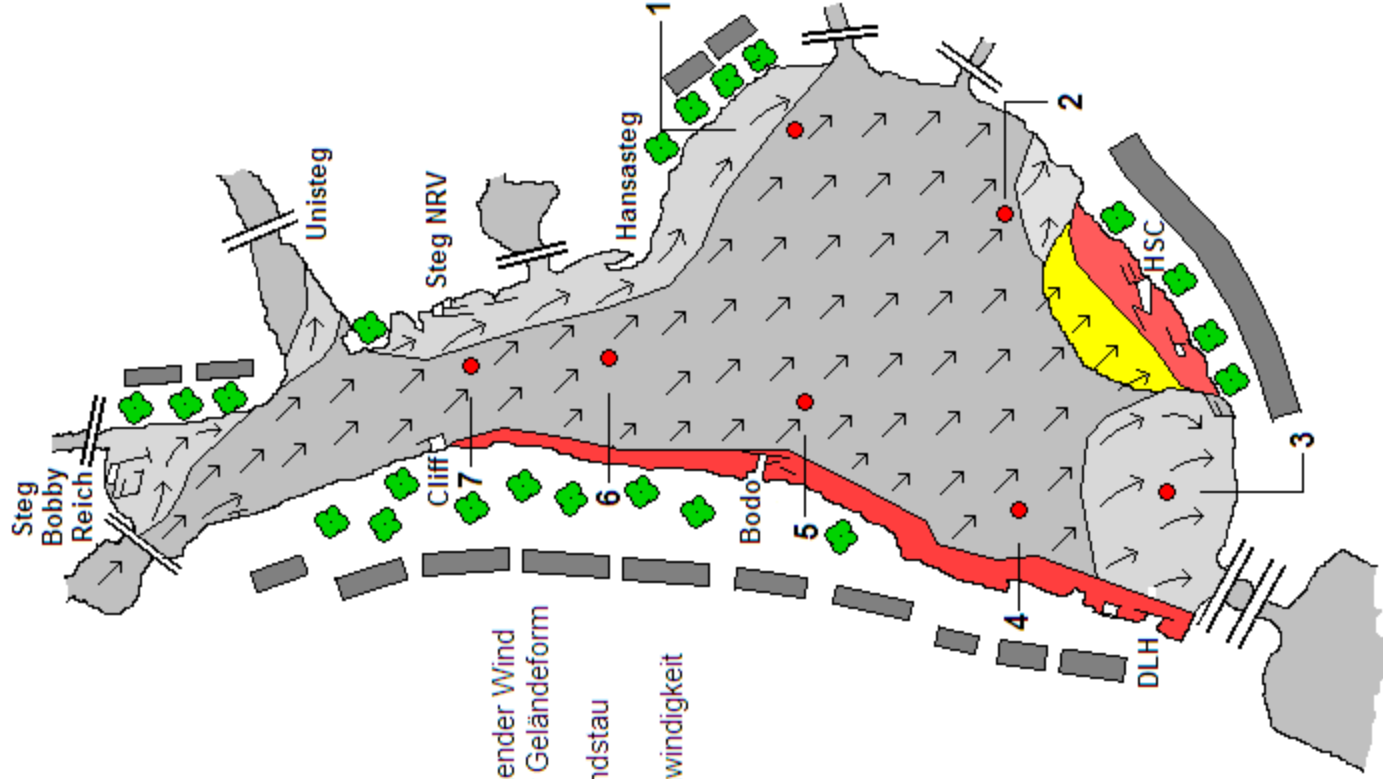 Steg
Bobby
Reich
Unisteg
Steg NRV
Hansasteg
1
Cliff
7
6
Bodo
5
2
HSC
3
4
DLH
ender Wind
Geländeform
ndstau
windigkeit